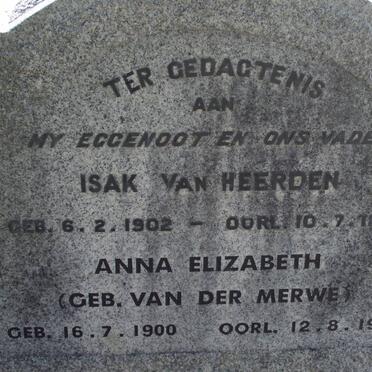 TER GEDAGTENIS
AAN
MY EGGENOOT EN ONS VADE
ISAK VAN HEERDEN
GEB. 6.2.1902 - OORL. 10.7.1
ANNA ELIZABETH
(GEB. VAN DER MERWE)
GEB. 16.7.1900 OORL. 12.8.19